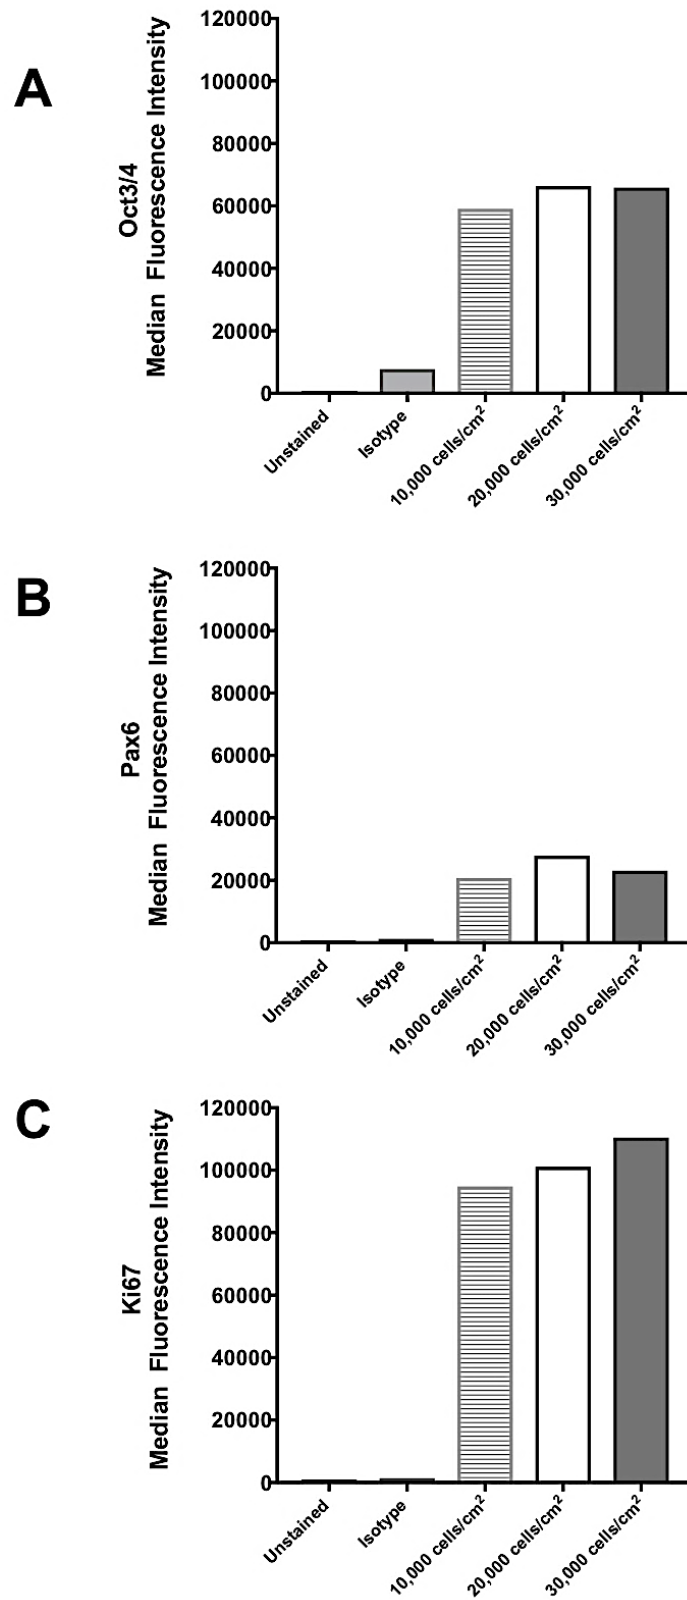 A
Oct3/4
Median Fluorescence Intensity
120000
100000
80000
60000
40000
20000
0
Unstained
Isotype
10,000 cells/cm²
20,000 cells/cm²
30,000 cells/cm²
B
Pax6
Median Fluorescence Intensity
120000
100000
80000
60000
40000
20000
0
Unstained
Isotype
10,000 cells/cm²
20,000 cells/cm²
30,000 cells/cm²
C
Ki67
Median Fluorescence Intensity
120000
100000
80000
60000
40000
20000
0
Unstained
Isotype
10,000 cells/cm²
20,000 cells/cm²
30,000 cells/cm²